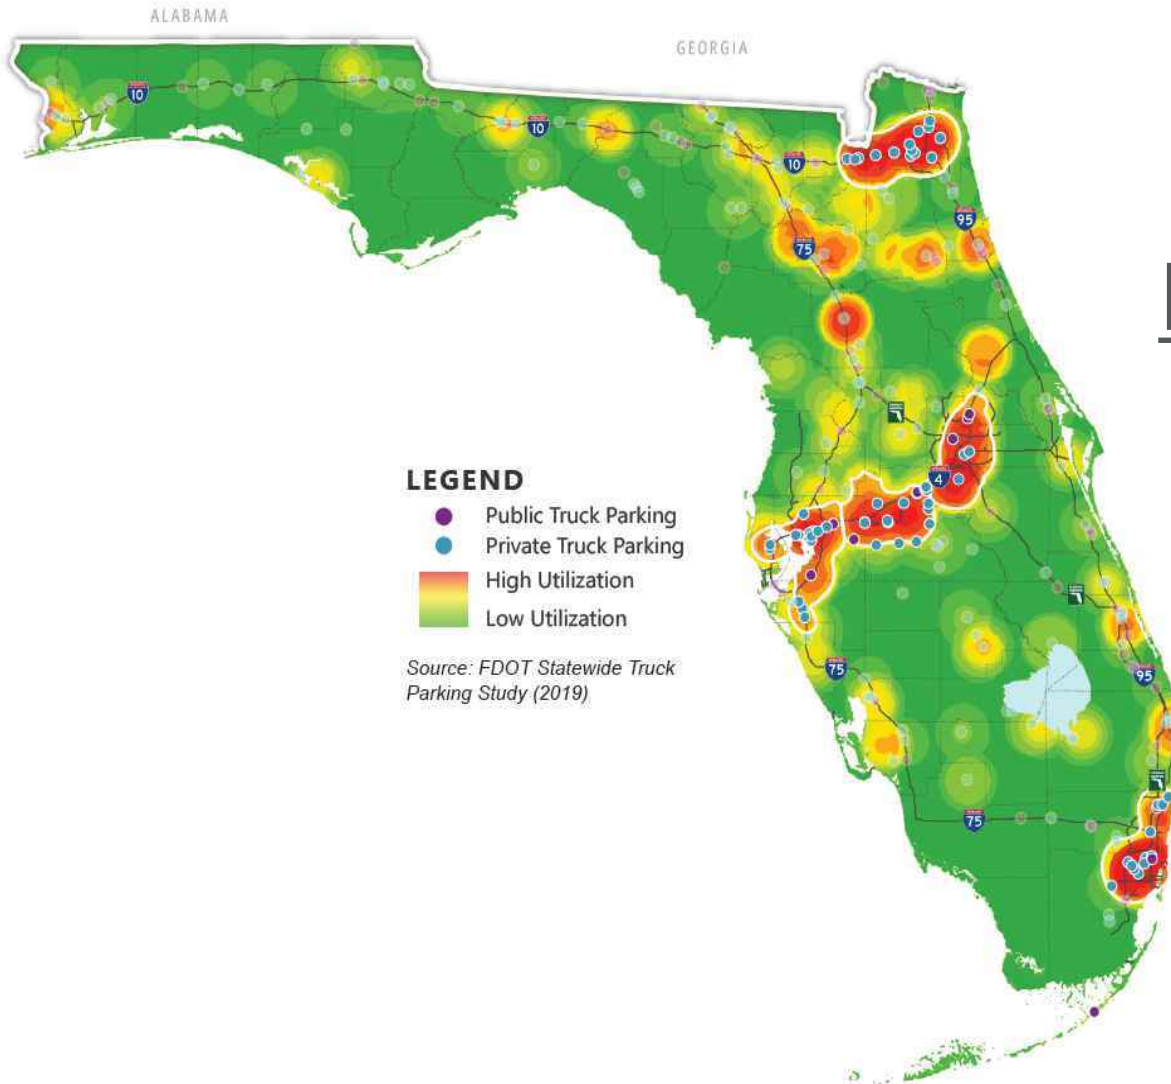 ALABAMA
GEORGIA
10
10
10
95
75
4
75
95
75
LEGEND
Public Truck Parking
Private Truck Parking
High Utilization
Low Utilization
Source: FDOT Statewide Truck
Parking Study (2019)